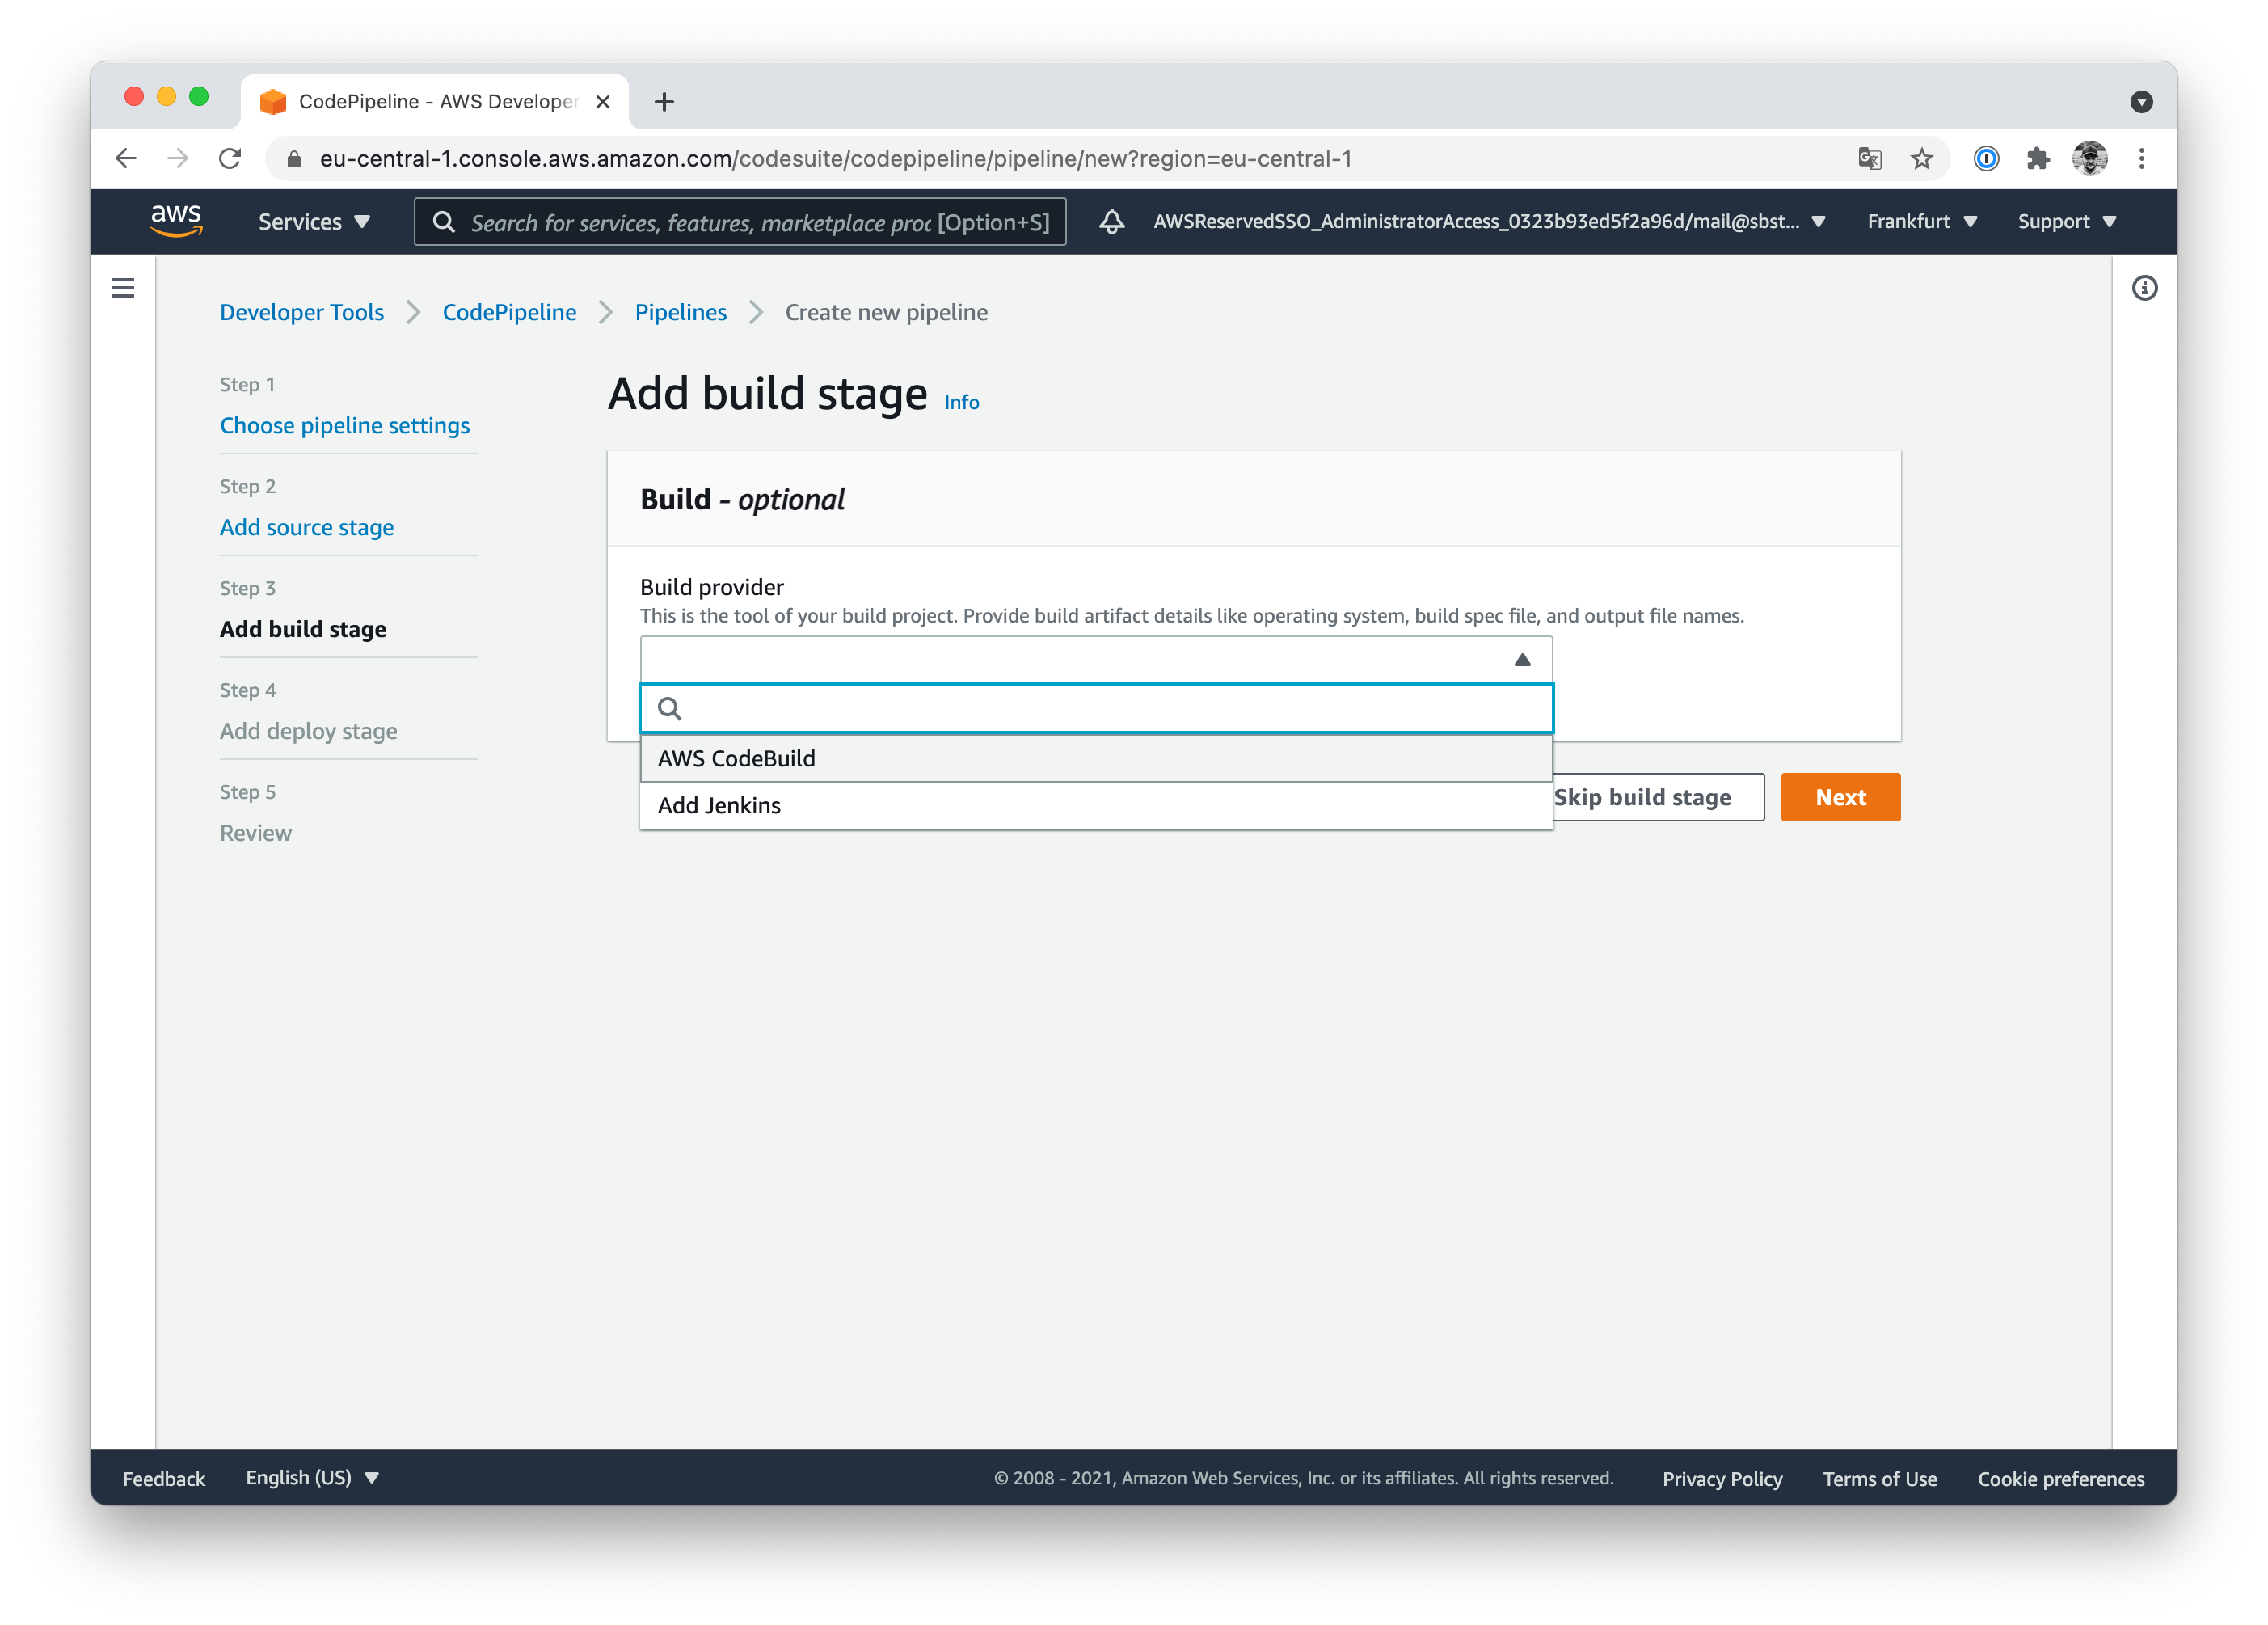 CodePipeline - AWS Developer
eu-central-1.console.aws.amazon.com/codesuite/codepipeline/pipeline/new?region=eu-central-1
aws
Services
Search for services, features, marketplace proc [Option+S]
AWSReservedSSO_AdministratorAccess_0323b93ed5f2a96d/mail@sbst...
Frankfurt
Support
Developer Tools
CodePipeline
Pipelines
Create new pipeline
Step 1
Choose pipeline settings
Step 2
Add source stage
Step 3
Add build stage
Step 4
Add deploy stage
Step 5
Review
Add build stage Info
Build - optional
Build provider
This is the tool of your build project. Provide build artifact details like operating system, build spec file, and output file names.
AWS CodeBuild
Add Jenkins
Skip build stage
Next
Feedback
English (US)
© 2008 - 2021, Amazon Web Services, Inc. or its affiliates. All rights reserved.
Privacy Policy
Terms of Use
Cookie preferences